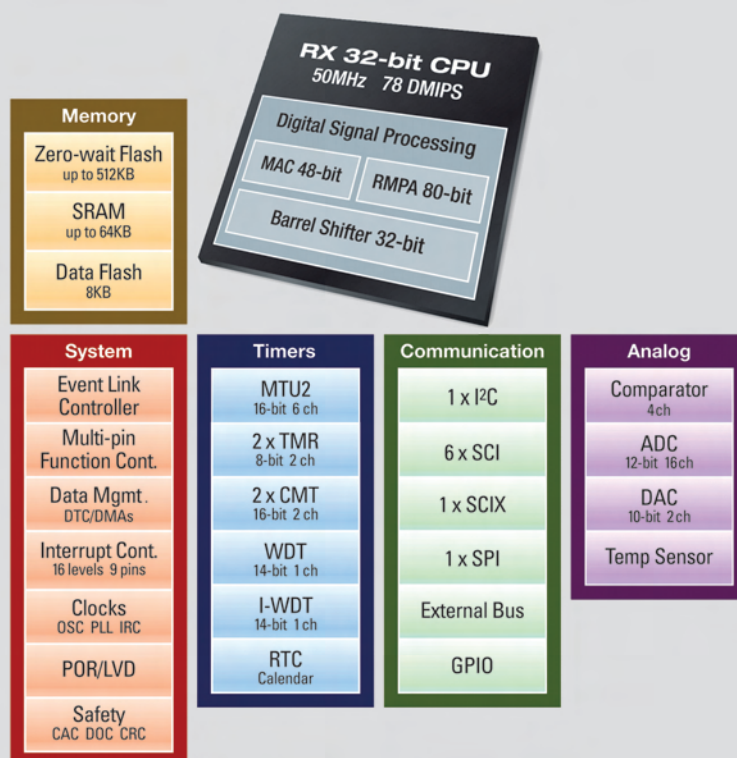 RX 32-bit CPU
50MHz 78 DMIPS
Digital Signal Processing
MAC 48-bit
RMPA 80-bit
Barrel Shifter 32-bit
Memory
Zero-wait Flash
up to 512KB
SRAM
up to 64KB
Data Flash
8KB
System
Event Link
Controller
Multi-pin
Function Cont.
Data Mgmt.
DTC/DMAs
Interrupt Cont.
16 levels 9 pins
Clocks
OSC PLL IRC
POR/LVD
Safety
CAC DOC CRC
Timers
MTU2
16-bit 6 ch
2 x TMR
8-bit 2 ch
2 x CMT
16-bit 2 ch
WDT
14-bit 1 ch
I-WDT
14-bit 1 ch
RTC
Calendar
Communication
1 x I²C
6 x SCI
1 x SCIX
1 x SPI
External Bus
GPIO
Analog
Comparator
4ch
ADC
12-bit 16ch
DAC
10-bit 2ch
Temp Sensor